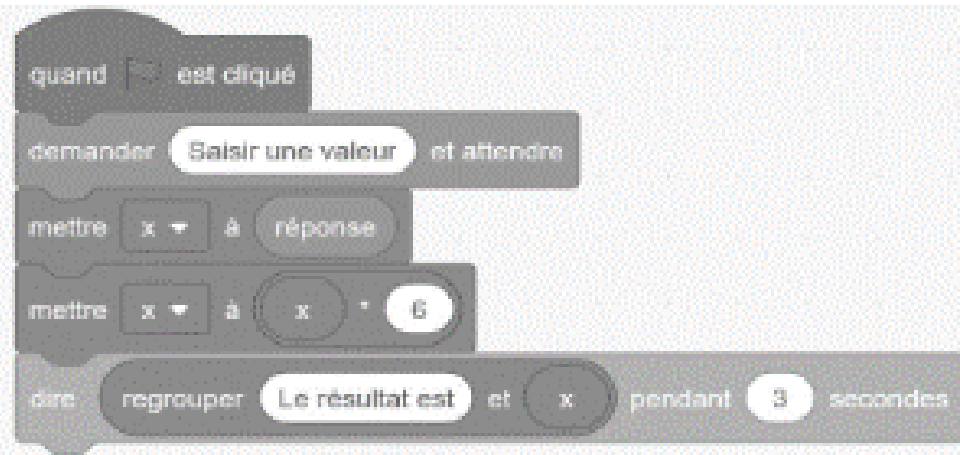 quand est cliqué
demander Saisir une valeur et attendre
mettre x à réponse
mettre x à x * 6
dire regrouper Le résultat est et x pendant 3 secondes